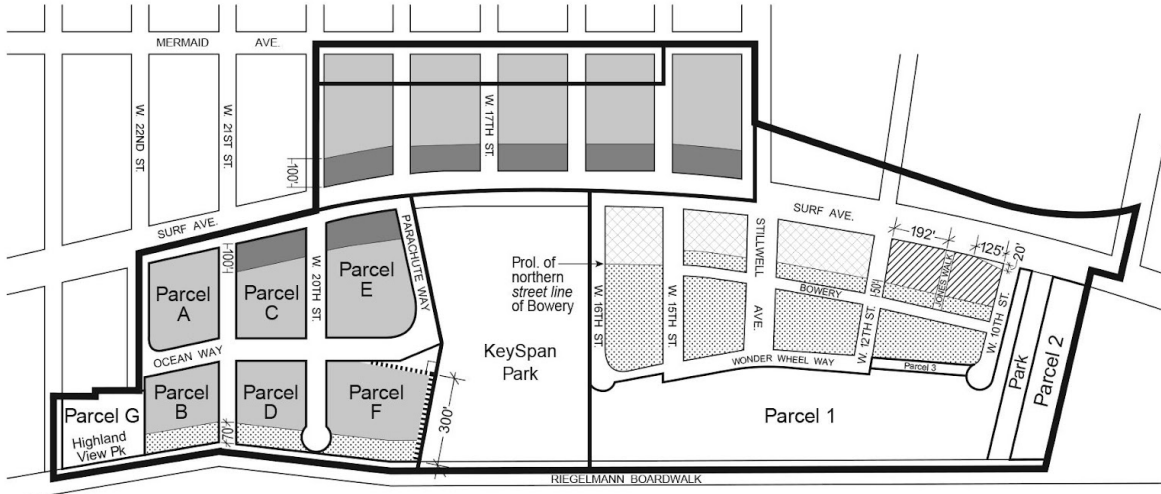 MERMAID AVE.
W. 22ND ST.
W. 21ST ST.
W. 17TH ST.
100'
SURF AVE.
SURF AVE.
192'
125'
20'
JONES WALK
100'
W. 20TH ST.
PARACHUTE WAY
Parcel
E
Parcel
A
Parcel
C
Prol. of
northern
street line
of Bowery
W. 16TH ST.
W. 15TH ST.
STILLWELL
AVE.
BOWERY
50'
W. 12TH ST.
W. 10TH ST.
OCEAN WAY
KeySpan
Park
WONDER WHEEL WAY
Parcel 3
Park
Parcel 2
Parcel
B
Parcel
D
Parcel
F
300'
Parcel G
Highland
View Pk
70'
Parcel 1
RIEGELMANN BOARDWALK